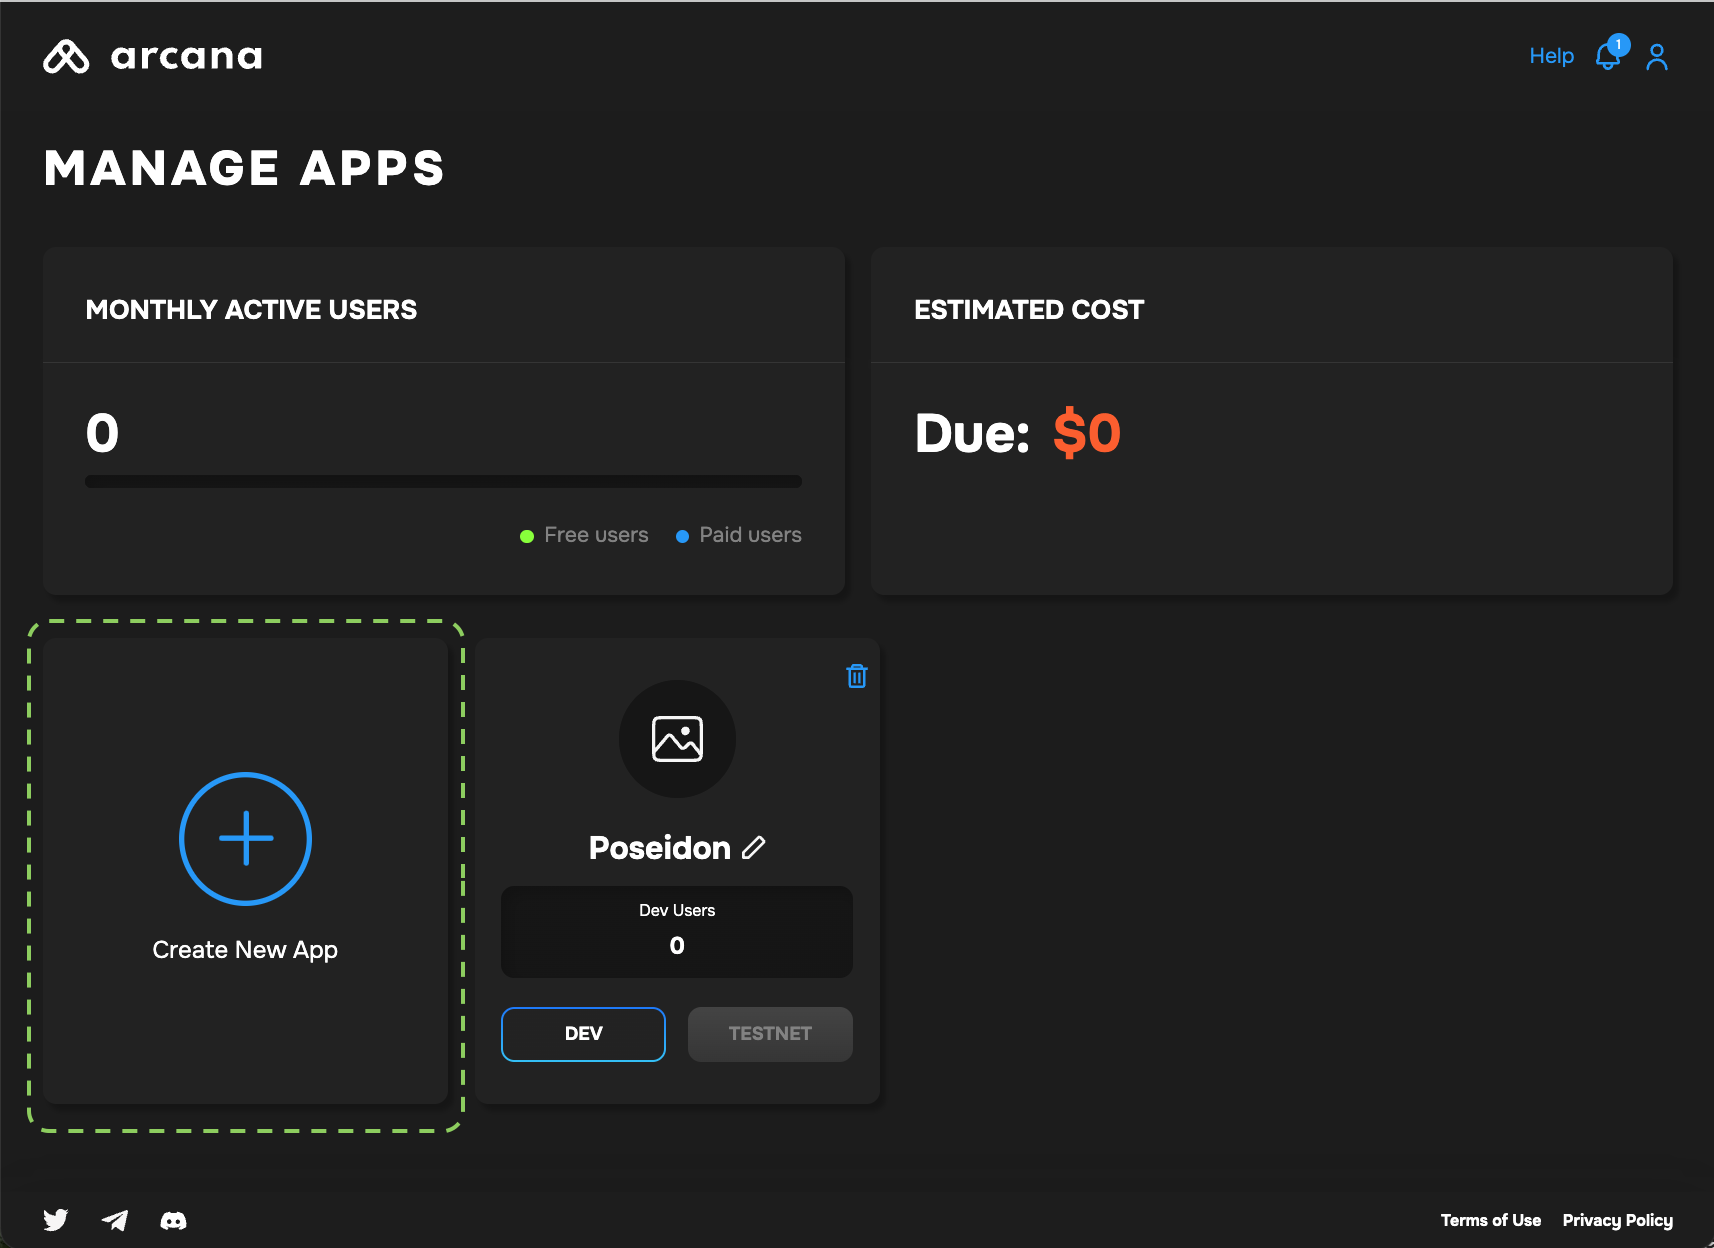 arcana
Help
1
MANAGE APPS
MONTHLY ACTIVE USERS
0
Free users
Paid users
ESTIMATED COST
Due: $0
Create New App
Poseidon
Dev Users
0
DEV
TESTNET
Terms of Use
Privacy Policy